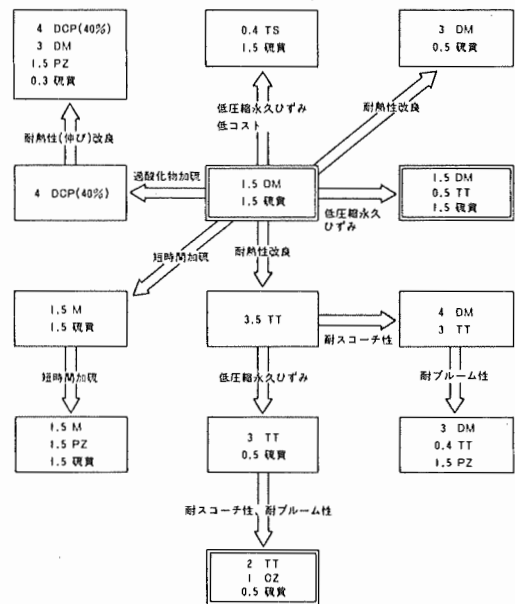 4 DCP(40%)
3 DM
1.5 PZ
0.3 硫黄
0.4 TS
1.5 硫黄
3 DM
0.5 硫黄
耐熱性(伸び)改良
低圧縮永久ひずみ
低コスト
耐熱性改良
4 DCP(40%)
過酸化物加硫
1.5 DM
1.5 硫黄
低圧縮永久
ひずみ
1.5 DM
0.5 TT
1.5 硫黄
短時間加硫
耐熱性改良
1.5 M
1.5 硫黄
3.5 TT
耐スコーチ性
4 DM
3 TT
短時間加硫
低圧縮永久ひずみ
耐ブルーム性
1.5 M
1.5 PZ
1.5 硫黄
3 TT
0.5 硫黄
3 DM
0.4 TT
1.5 PZ
耐スコーチ性、耐ブルーム性
2 TT
1 CZ
0.5 硫黄